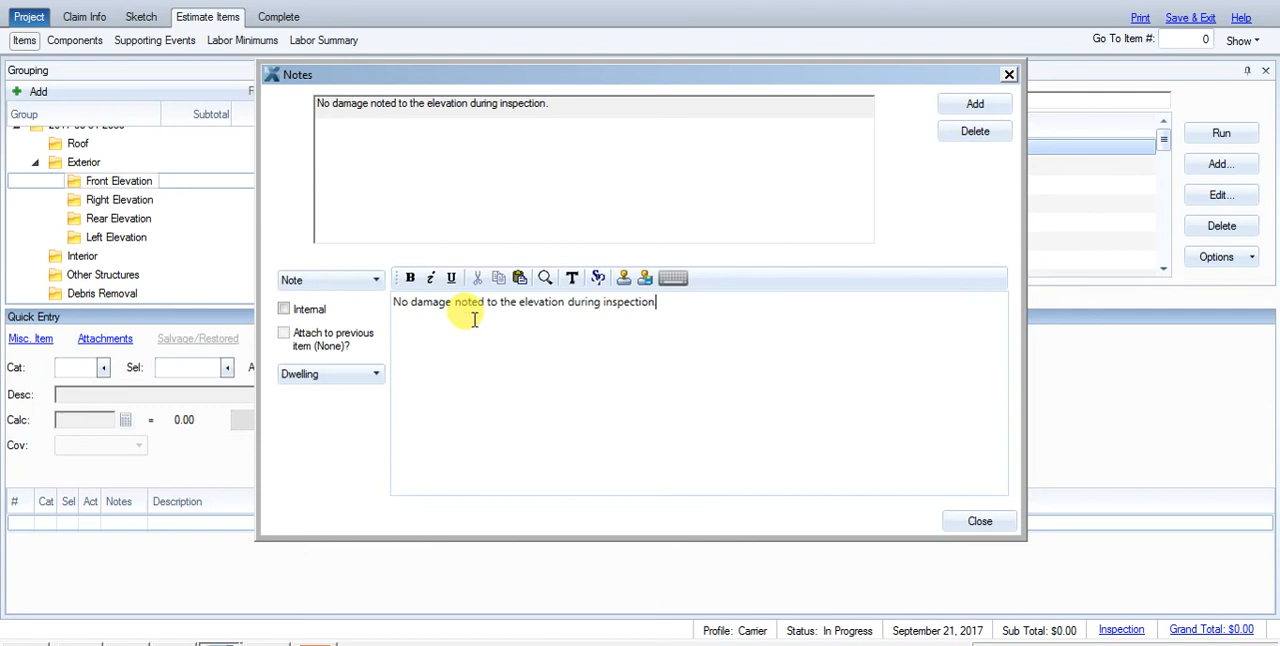 Project Claim Info Sketch Estimate Items Complete Print Save & Exit Help
Items Components Supporting Events Labor Minimums Labor Summary Go To Item #: 0 Show
Grouping
Add
Group Subtotal
Roof
Exterior
Front Elevation
Right Elevation
Rear Elevation
Left Elevation
Interior
Other Structures
Debris Removal
Quick Entry
Misc. Item Attachments Salvage/Restored
Cat: Sel:
Desc:
Calc: = 0.00
Cov:
# Cat Sel Act Notes Description
Notes
No damage noted to the elevation during inspection.
Add
Delete
Note B i U T
Internal
Attach to previous
item (None)?
Dwelling
No damage noted to the elevation during inspection
Close
Run
Add...
Edit...
Delete
Options
Profile: Carrier Status: In Progress September 21, 2017 Sub Total: $0.00 Inspection Grand Total: $0.00